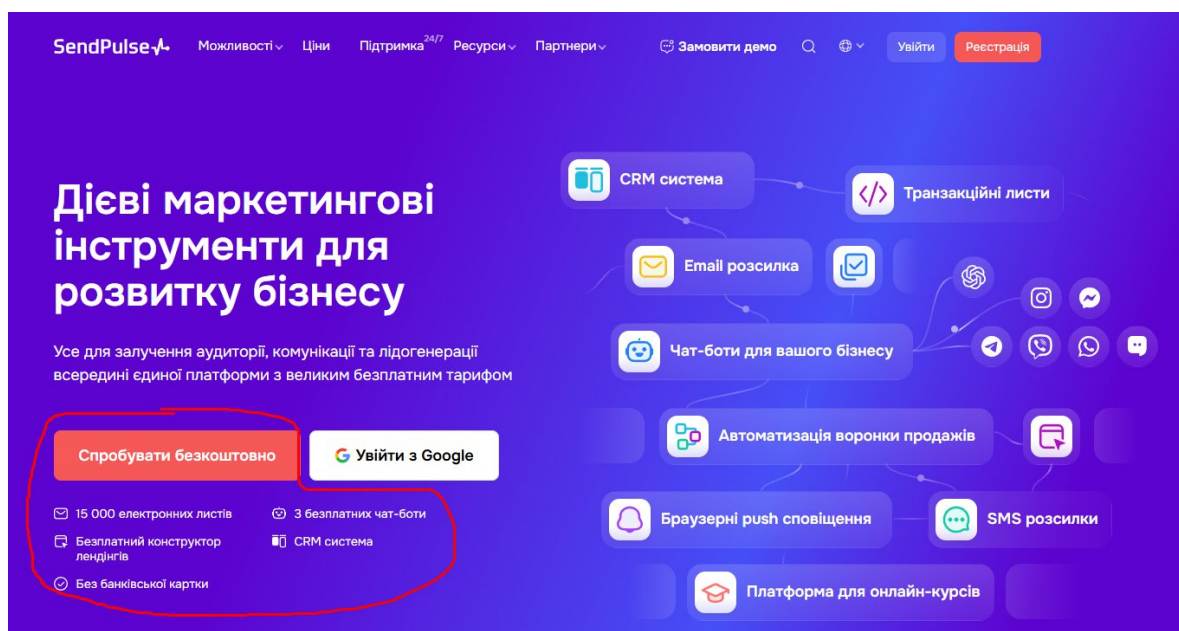 SendPulse
Можливості
Ціни
Підтримка 24/7
Ресурси
Партнери
Замовити демо
Увійти
Реєстрація
Дієві маркетингові
інструменти для
розвитку бізнесу
Усе для залучення аудиторії, комунікації та лідогенерації
всередині єдиної платформи з великим безплатним тарифом
Спробувати безкоштовно
Увійти з Google
15 000 електронних листів
3 безплатних чат-боти
Безплатний конструктор
лендінгів
CRM система
Без банківської картки
CRM система
Транзакційні листи
Email розсилка
Чат-боти для вашого бізнесу
Автоматизація воронки продажів
Браузерні push сповіщення
SMS розсилки
Платформа для онлайн-курсів